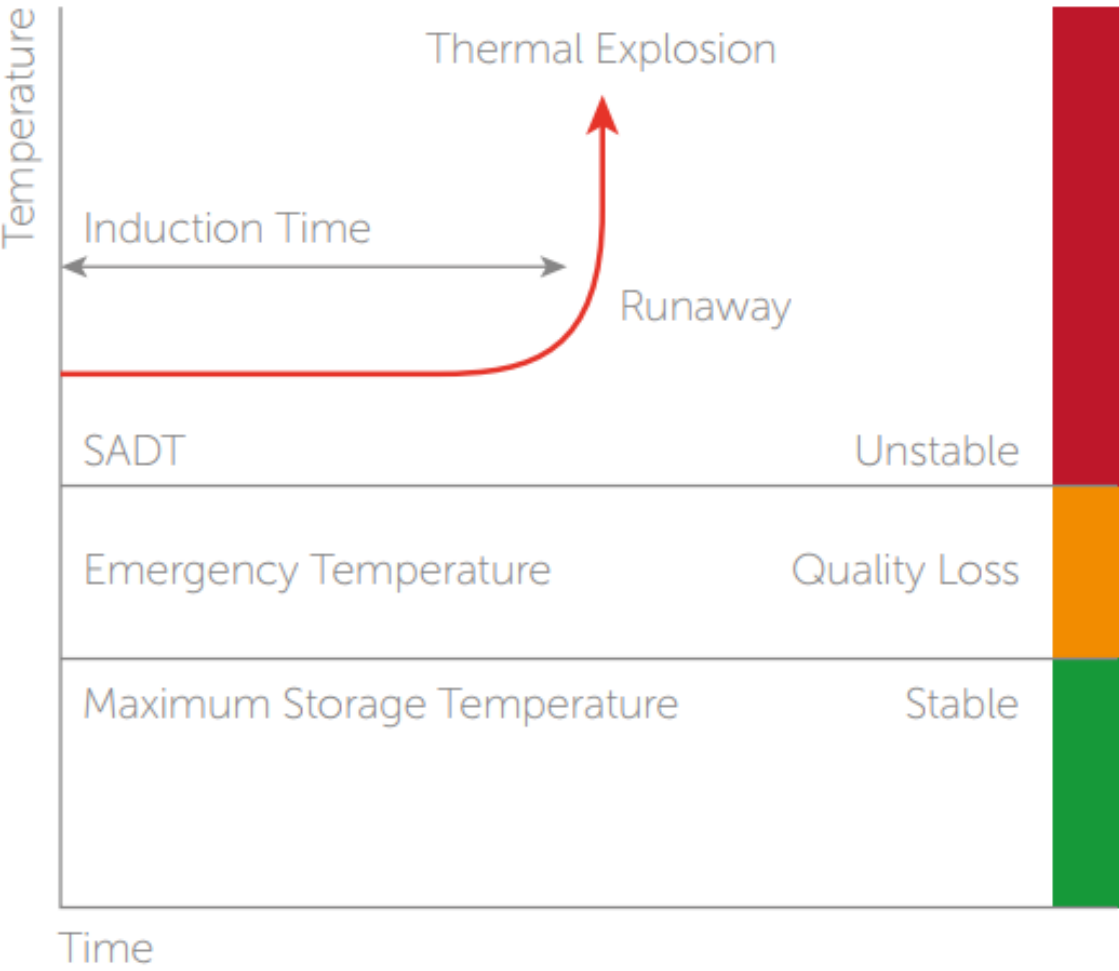 Temperature
Thermal Explosion
Induction Time
Runaway
SADT
Unstable
Emergency Temperature
Quality Loss
Maximum Storage Temperature
Stable
Time